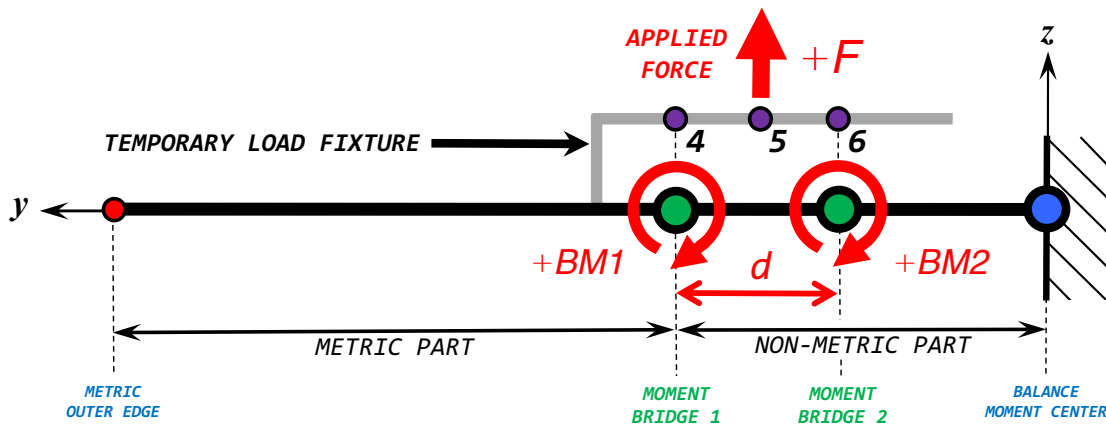 z
APPLIED
FORCE
+F
TEMPORARY LOAD FIXTURE
4
5
6
y
+BM1
d
+BM2
METRIC PART
NON-METRIC PART
METRIC
OUTER EDGE
MOMENT
BRIDGE 1
MOMENT
BRIDGE 2
BALANCE
MOMENT CENTER